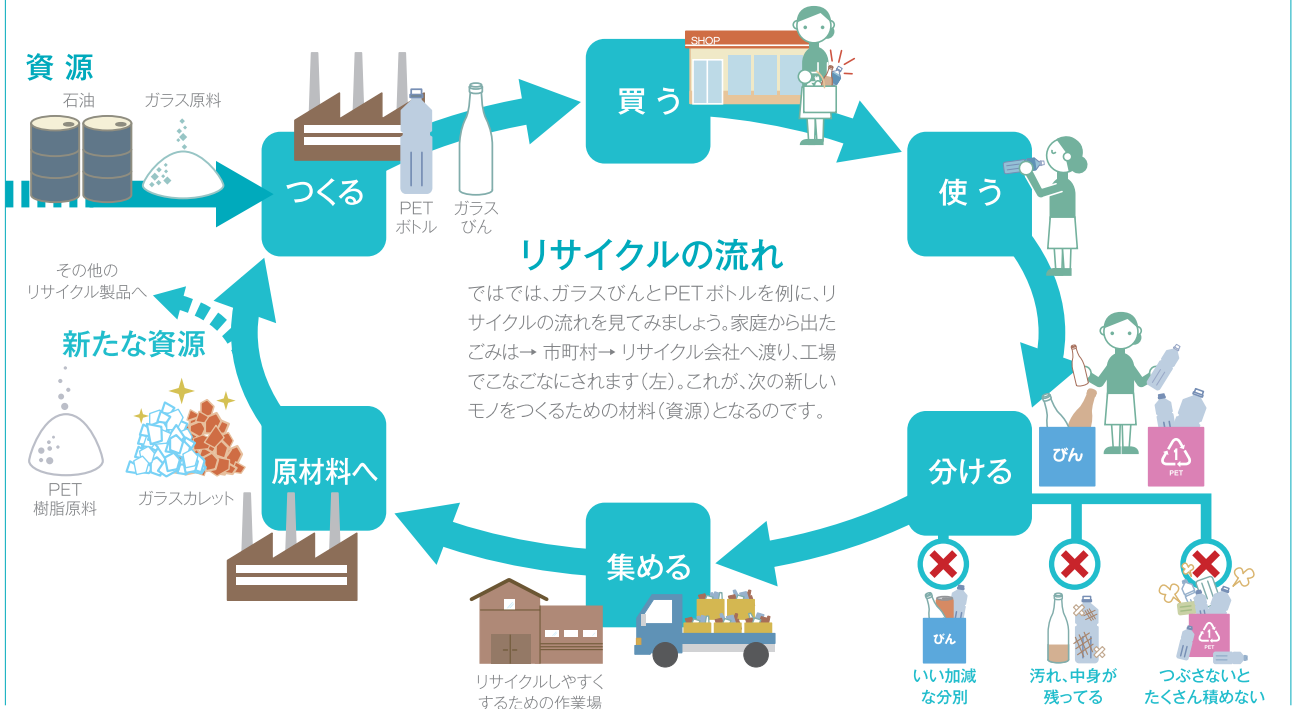 資源
石油
ガラス原料
つくる
PET
ボトル
ガラス
びん
SHOP
買う
使う
リサイクルの流れ
ではでは、ガラスびんとPETボトルを例に、リ
サイクルの流れを見てみましょう。家庭から出た
ごみは→ 市町村→ リサイクル会社へ渡り、工場
でこなごなにされます(左)。これが、次の新しい
モノをつくるための材料(資源)となるのです。
その他の
リサイクル製品へ
新たな資源
PET
樹脂原料
ガラスカレット
原材料へ
集める
リサイクルしやすく
するための作業場
分ける
びん
1
PET
びん
いい加減
な分別
汚れ、中身が
残ってる
1
PET
つぶさないと
たくさん積めない